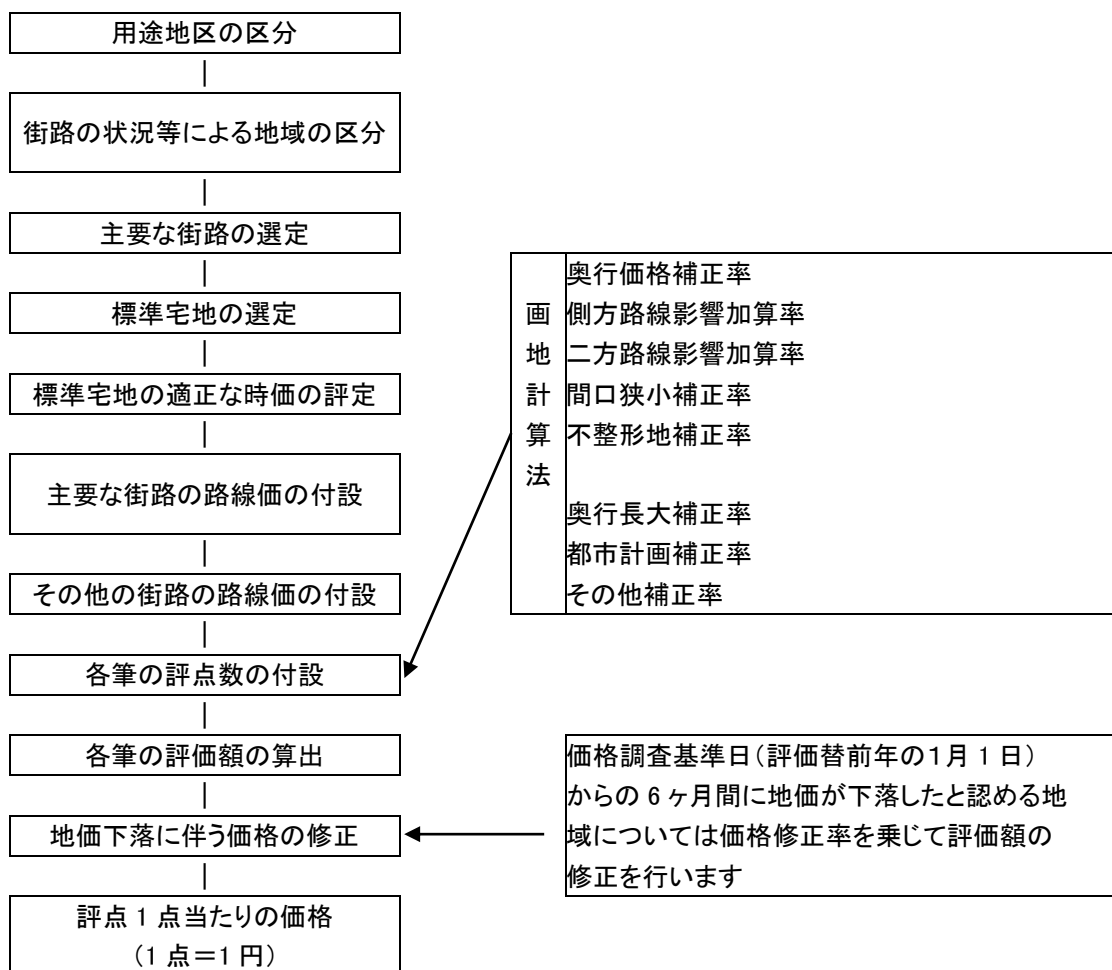 用途地区の区分
街路の状況等による地域の区分
主要な街路の選定
標準宅地の選定
標準宅地の適正な時価の評定
主要な街路の路線価の付設
その他の街路の路線価の付設
各筆の評点数の付設
各筆の評価額の算出
地価下落に伴う価格の修正
評点1点当たりの価格
（1点＝1円）
画地計算法
奥行価格補正率
側方路線影響加算率
二方路線影響加算率
間口狭小補正率
不整形地補正率
奥行長大補正率
都市計画補正率
その他補正率
価格調査基準日（評価替前年の1月1日）
からの6ヶ月間に地価が下落したと認める地
域については価格修正率を乗じて評価額の
修正を行います